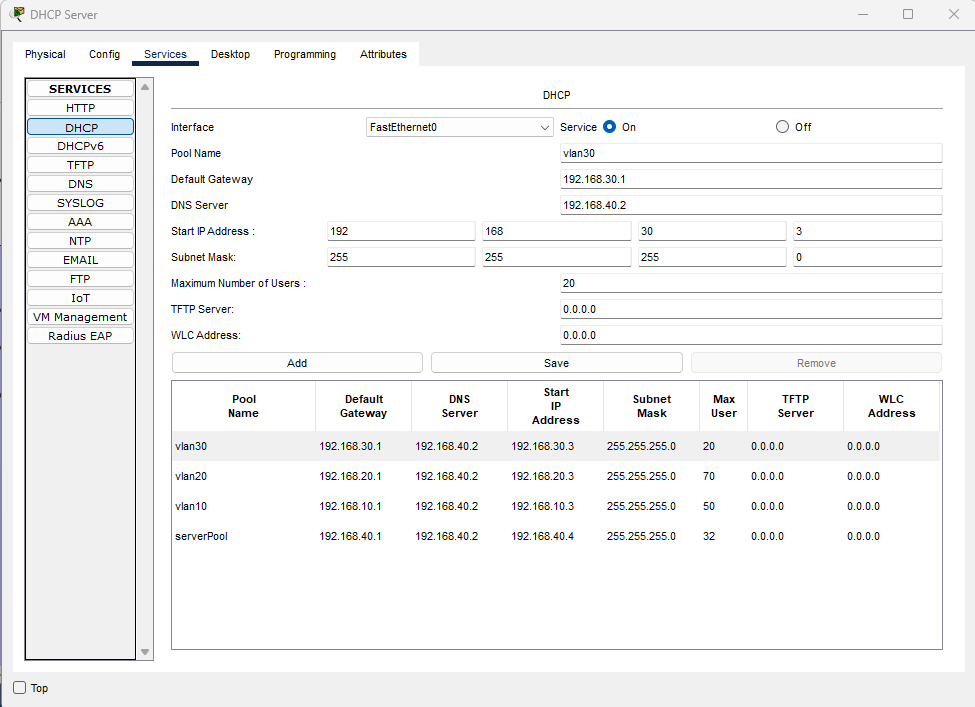 DHCP Server
Physical Config Services Desktop Programming Attributes
SERVICES
HTTP
DHCP
DHCPv6
TFTP
DNS
SYSLOG
AAA
NTP
EMAIL
FTP
IoT
VM Management
Radius EAP
DHCP
Interface FastEthernet0 Service On Off
Pool Name vlan30
Default Gateway 192.168.30.1
DNS Server 192.168.40.2
Start IP Address : 192 168 30 3
Subnet Mask: 255 255 255 0
Maximum Number of Users : 20
TFTP Server: 0.0.0.0
WLC Address: 0.0.0.0
Add Save Remove
Pool Name Default Gateway DNS Server Start IP Address Subnet Mask Max User TFTP Server WLC Address
vlan30 192.168.30.1 192.168.40.2 192.168.30.3 255.255.255.0 20 0.0.0.0 0.0.0.0
vlan20 192.168.20.1 192.168.40.2 192.168.20.3 255.255.255.0 70 0.0.0.0 0.0.0.0
vlan10 192.168.10.1 192.168.40.2 192.168.10.3 255.255.255.0 50 0.0.0.0 0.0.0.0
serverPool 192.168.40.1 192.168.40.2 192.168.40.4 255.255.255.0 32 0.0.0.0 0.0.0.0
Top